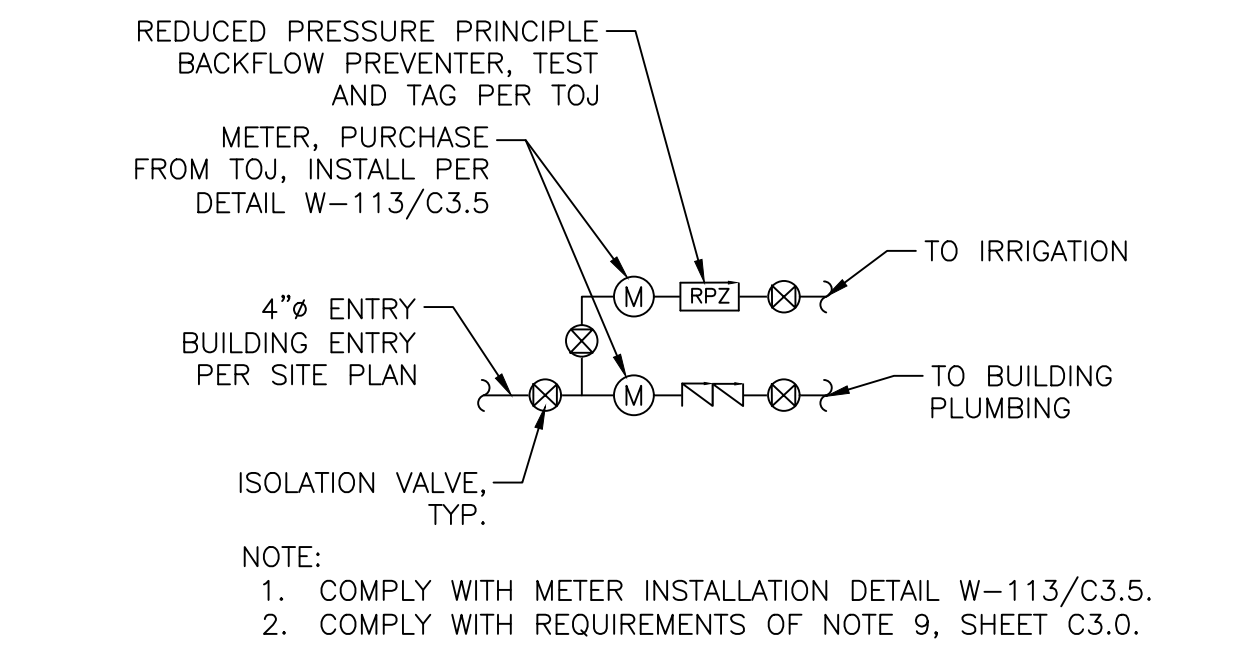 REDUCED PRESSURE PRINCIPLE
BACKFLOW PREVENTER, TEST
AND TAG PER TOJ
METER, PURCHASE
FROM TOJ, INSTALL PER
DETAIL W-113/C3.5
TO IRRIGATION
M
RPZ
4"ø ENTRY
BUILDING ENTRY
PER SITE PLAN
M
TO BUILDING
PLUMBING
ISOLATION VALVE,
TYP.
NOTE:
1. COMPLY WITH METER INSTALLATION DETAIL W-113/C3.5.
2. COMPLY WITH REQUIREMENTS OF NOTE 9, SHEET C3.0.